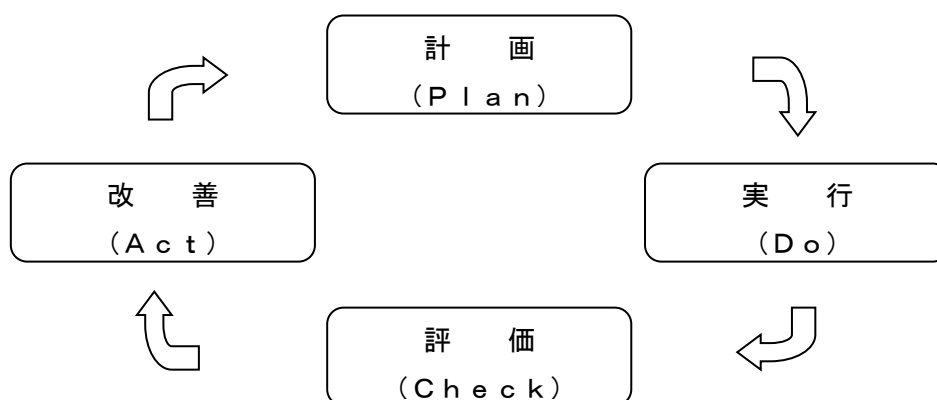 計　画
（Ｐｌａｎ）
改　善
（Ａｃｔ）
実　行
（Ｄｏ）
評　価
（Ｃｈｅｃｋ）